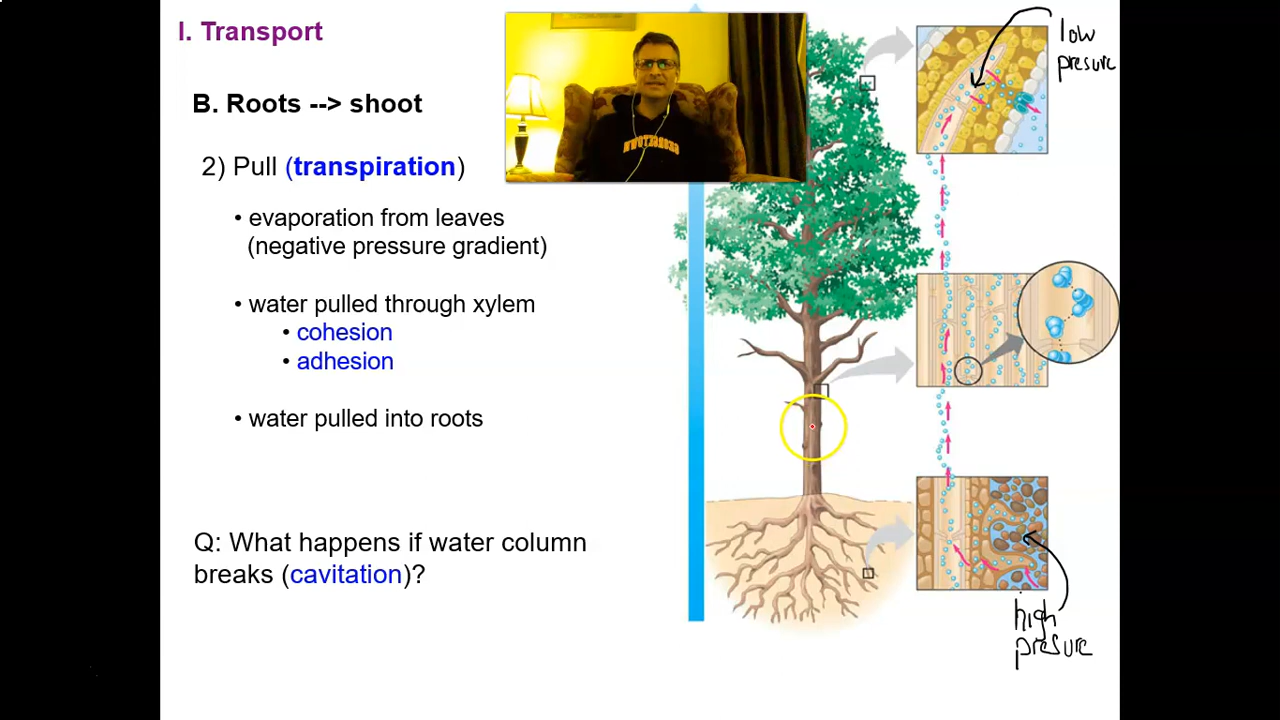 I. Transport
B. Roots --> shoot
2) Pull (transpiration)
• evaporation from leaves
(negative pressure gradient)
• water pulled through xylem
• cohesion
• adhesion
• water pulled into roots
Q: What happens if water column
breaks (cavitation)?
low
presure
high
presure